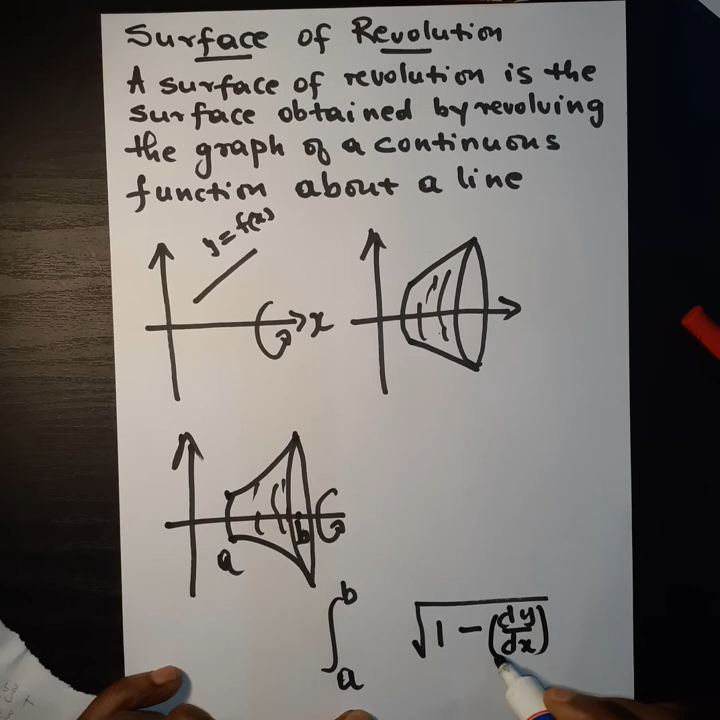 Surface of Revolution
A surface of revolution is the
surface obtained by revolving
the graph of a continuous
function about a line
y=f(x)
x
a
b
b
∫ √1-(dy/dx)
a